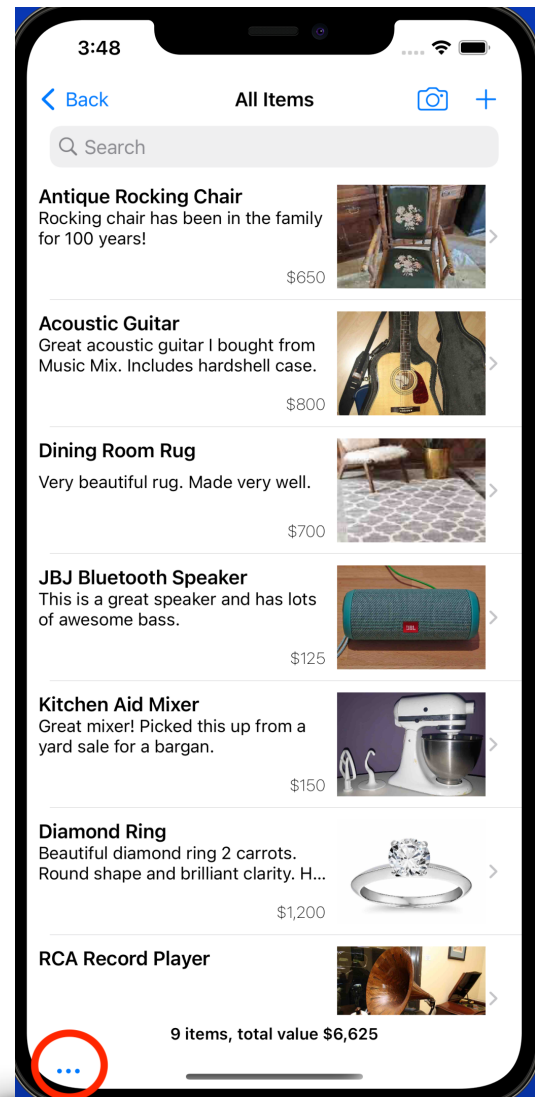 3:48
Back
All Items
Search
Antique Rocking Chair
Rocking chair has been in the family
for 100 years!
$650
Acoustic Guitar
Great acoustic guitar I bought from
Music Mix. Includes hardshell case.
$800
Dining Room Rug
Very beautiful rug. Made very well.
$700
JBJ Bluetooth Speaker
This is a great speaker and has lots
of awesome bass.
JBL
$125
Kitchen Aid Mixer
Great mixer! Picked this up from a
yard sale for a bargan.
$150
Diamond Ring
Beautiful diamond ring 2 carrots.
Round shape and brilliant clarity. H...
$1,200
RCA Record Player
9 items, total value $6,625